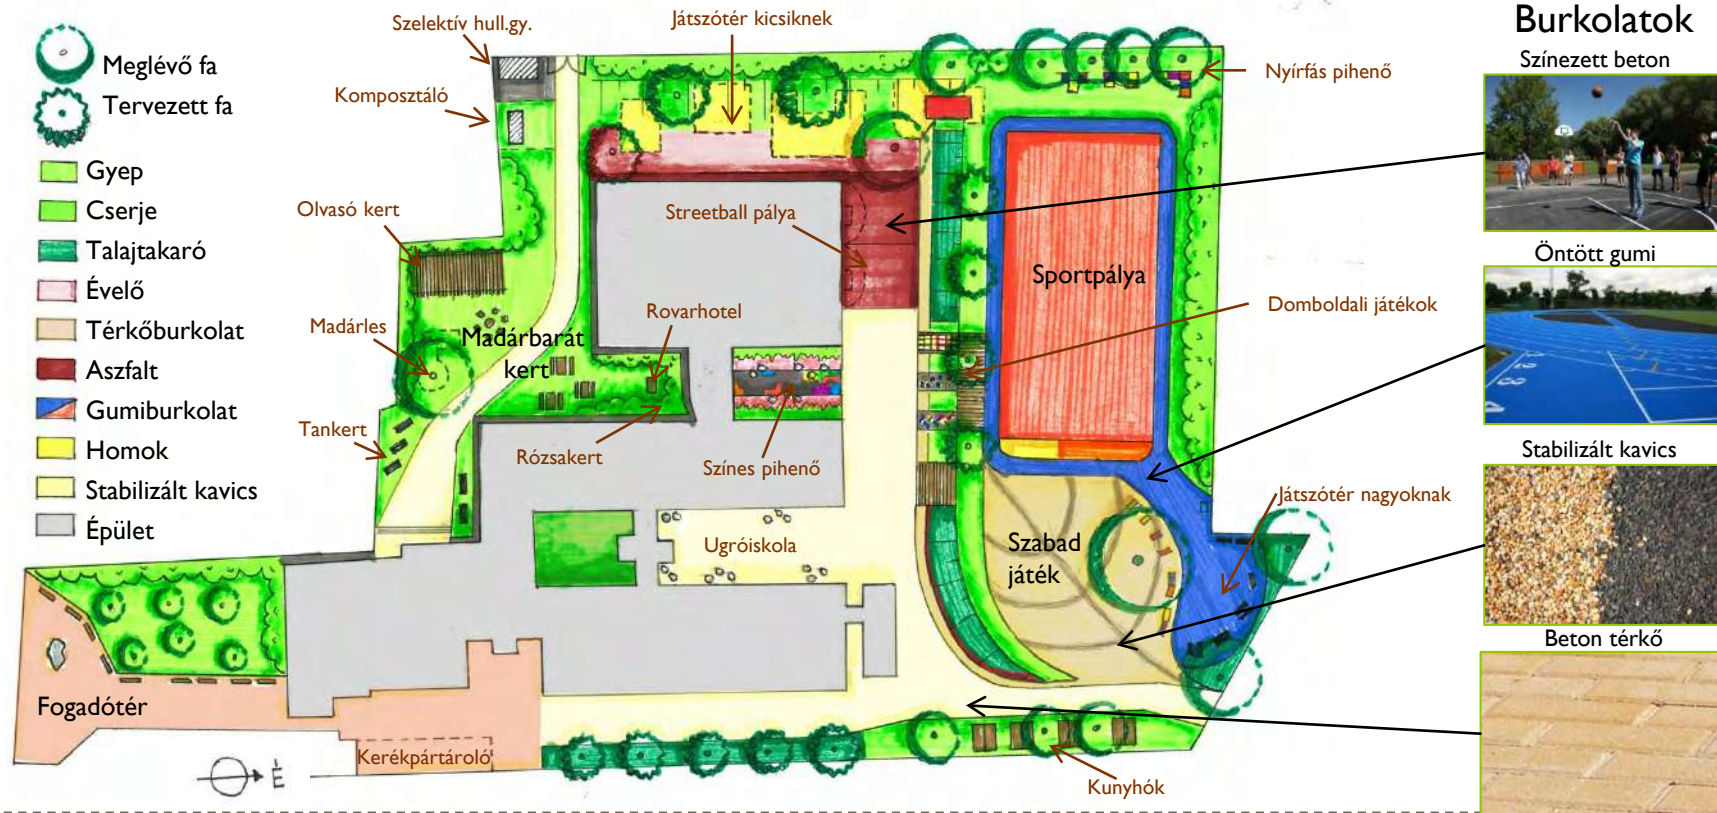 Meglévő fa
Tervezett fa
Gyep
Cserje
Talajtakaró
Évelő
Térkőburkolat
Aszfalt
Gumiburkolat
Homok
Stabilizált kavics
Épület
Szelektív hull.gy.
Komposztáló
Olvasó kert
Madárles
Tankert
Játszótér kicsiknek
Nyírfás pihenő
Streetball pálya
Sportpálya
Domboldali játékok
Rovarhotel
Madárbarát
kert
Rózsakert
Színes pihenő
Játszótér nagyoknak
Ugróiskola
Szabad
játék
Fogadótér
Kerékpártároló
Kunyhók
É
Burkolatok
Színezett beton
Öntött gumi
Stabilizált kavics
Beton térkő